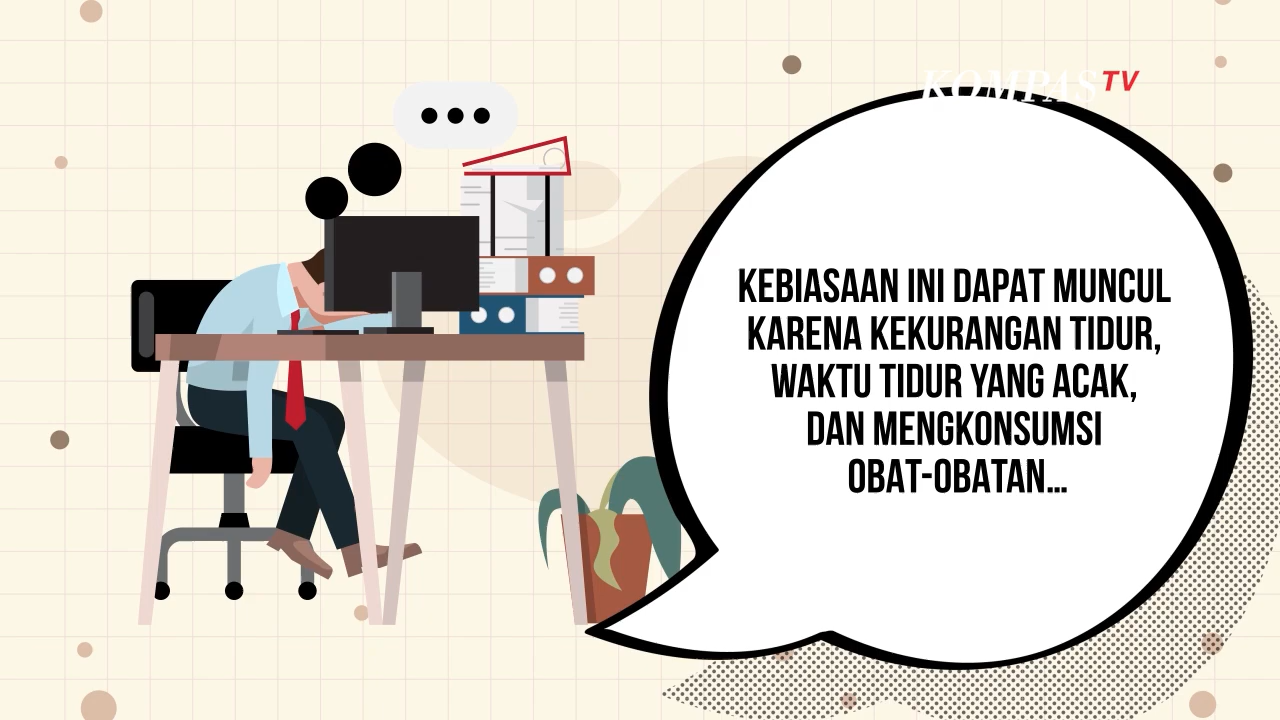 KOMPAS TV
KEBIASAAN INI DAPAT MUNCUL
KARENA KEKURANGAN TIDUR,
WAKTU TIDUR YANG ACAK,
DAN MENGKONSUMSI
OBAT-OBATAN...